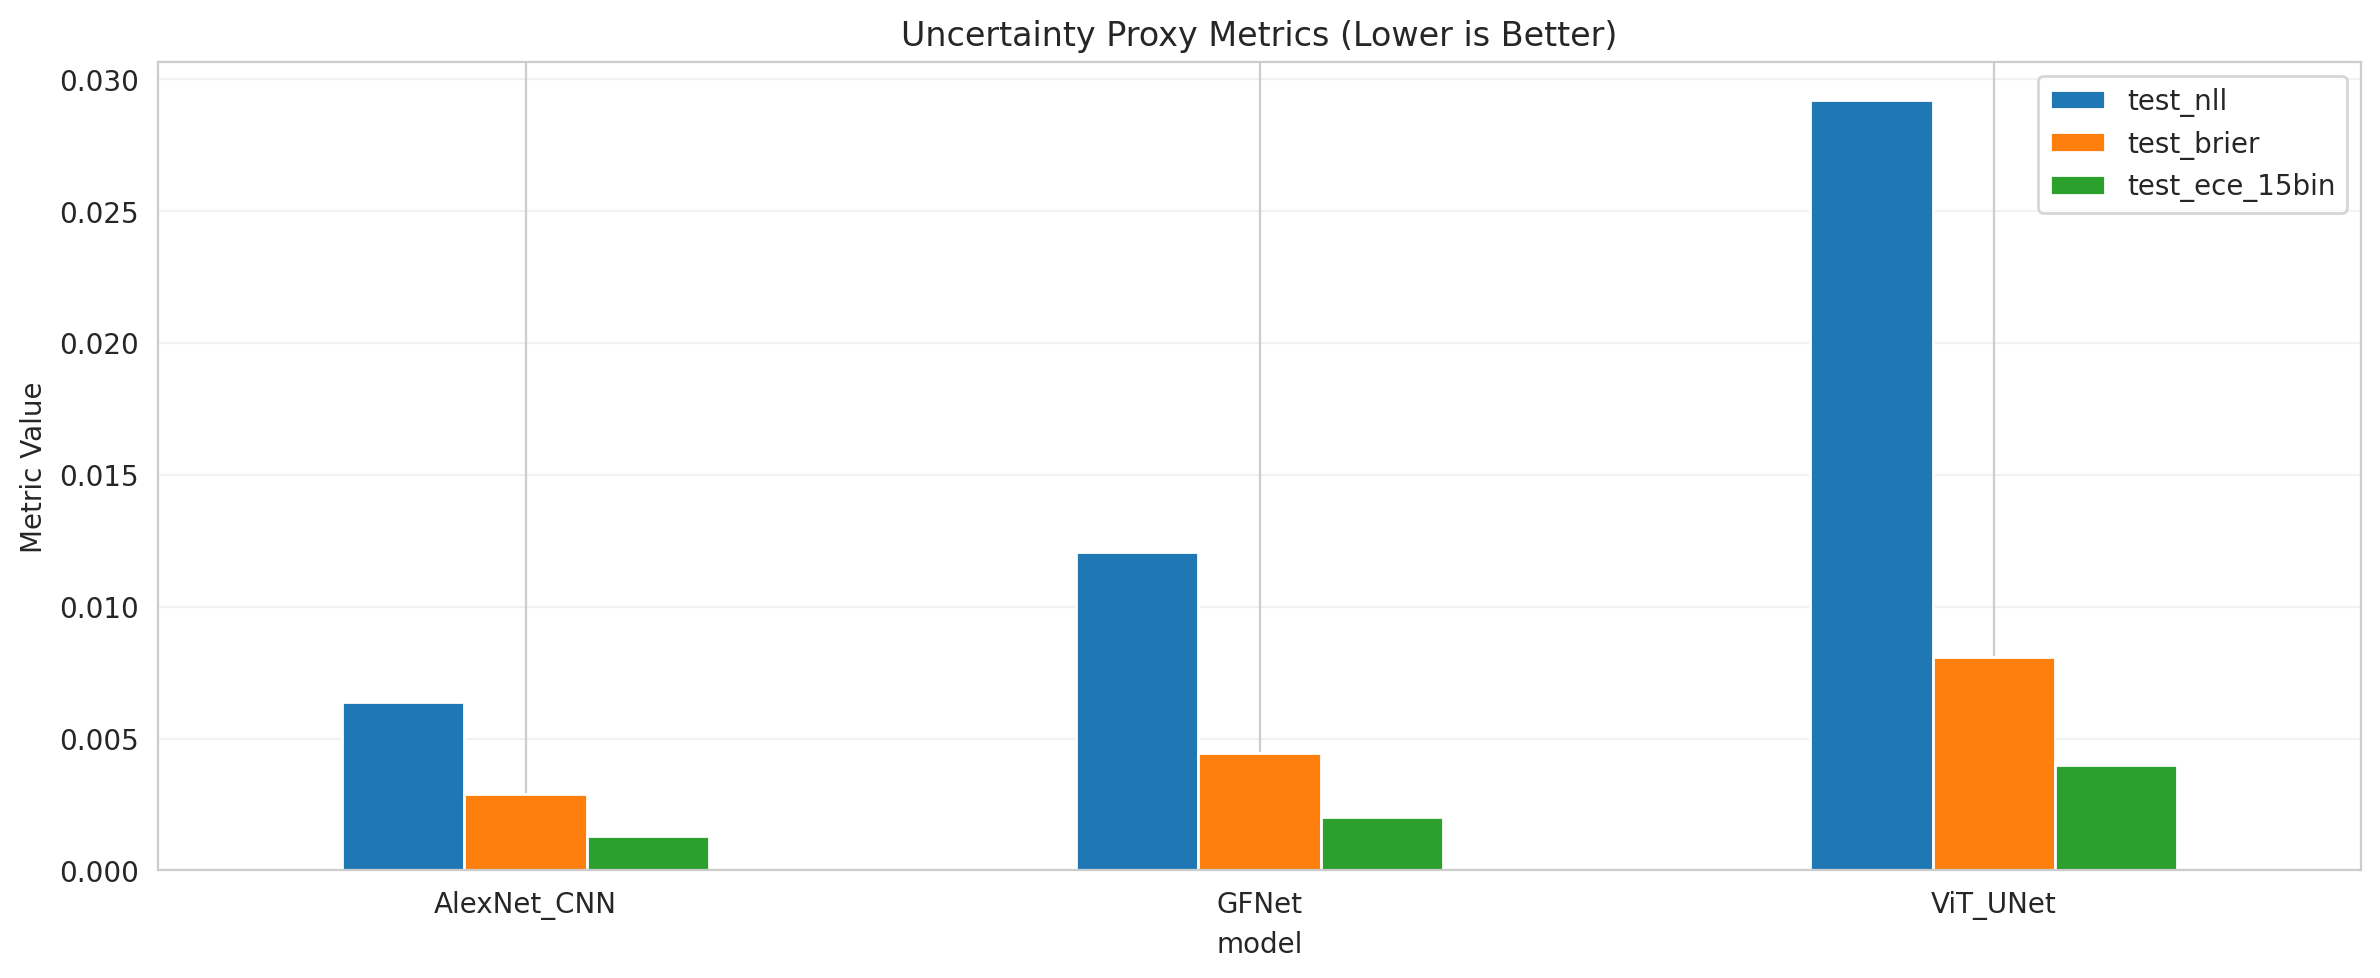 Uncertainty Proxy Metrics (Lower is Better)
test_nll
test_brier
test_ece_15bin
Metric Value
0.030
0.025
0.020
0.015
0.010
0.005
0.000
AlexNet_CNN
GFNet
ViT_UNet
model